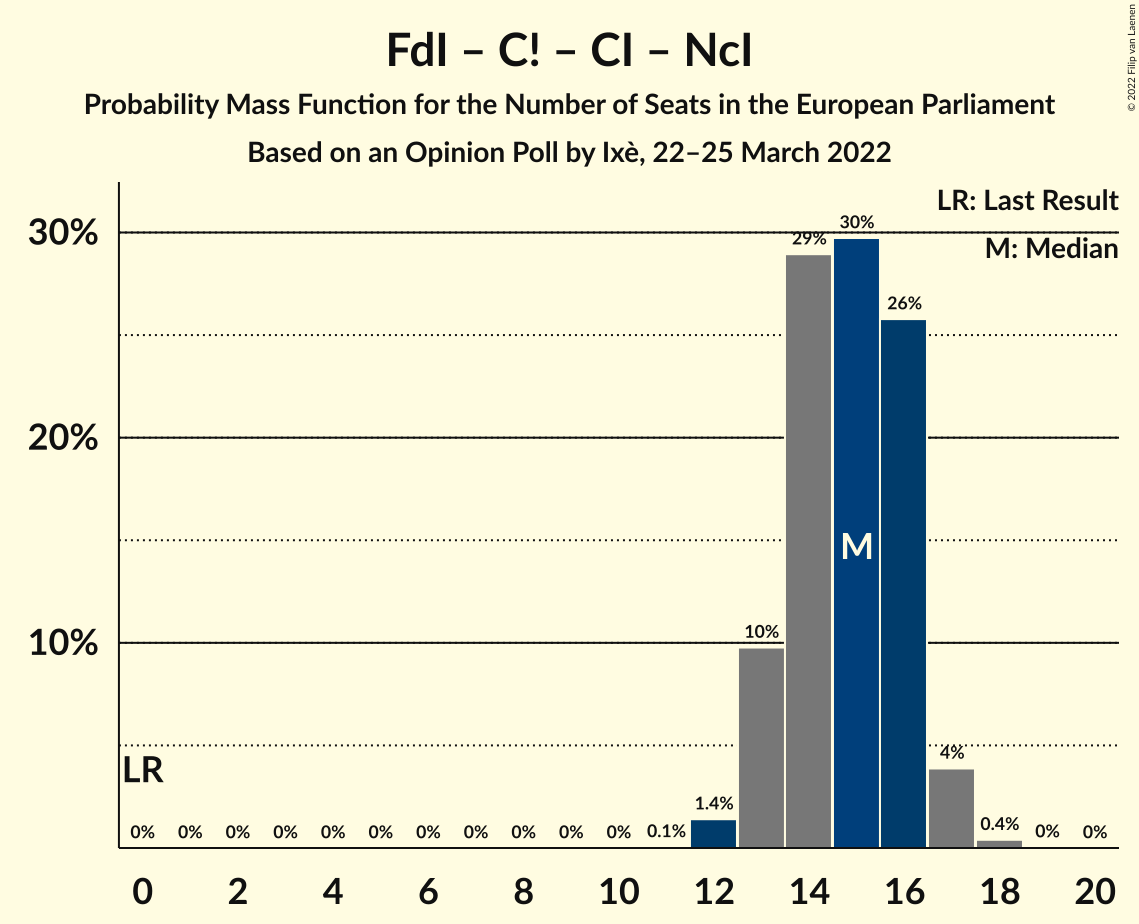 FdI – C! – CI – NcI
Probability Mass Function for the Number of Seats in the European Parliament
Based on an Opinion Poll by Ixè, 22–25 March 2022
© 2022 Filip van Laenen
LR: Last Result
M: Median
30%
20%
10%
LR
M
0% 0% 0% 0% 0% 0% 0% 0% 0% 0% 0% 0.1% 1.4% 10% 29% 30% 26% 4% 0.4% 0% 0%
0 2 4 6 8 10 12 14 16 18 20